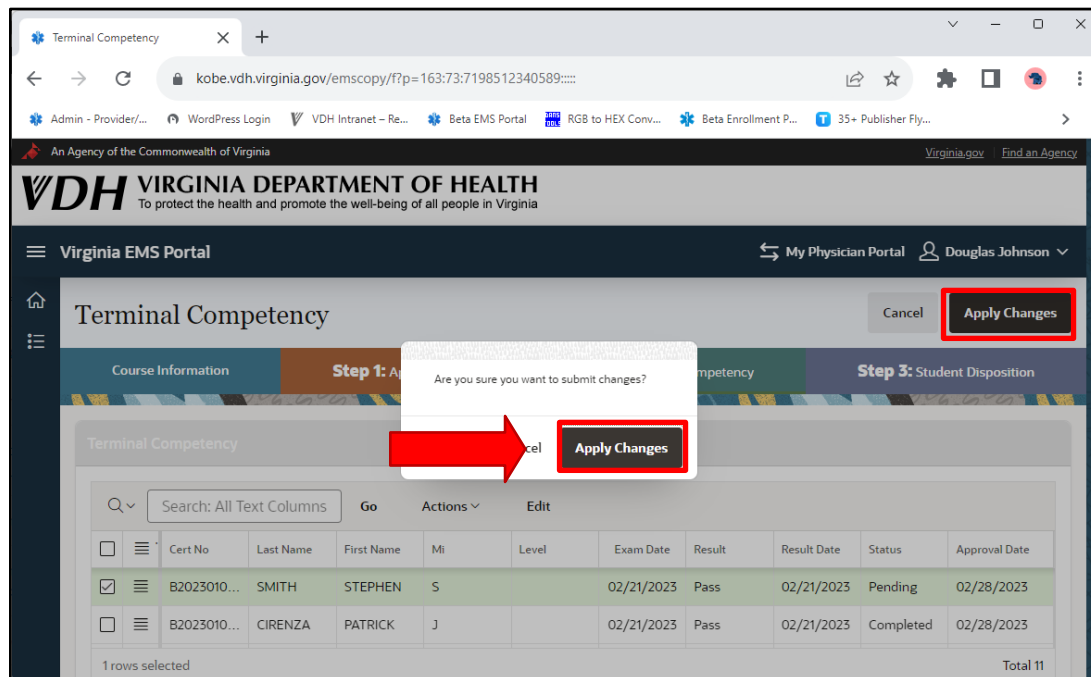 Terminal Competency
kobe.vdh.virginia.gov/emscopy/f?p=163:73:7198512340589:::::
Admin - Provider/... WordPress Login VDH Intranet – Re... Beta EMS Portal RGB to HEX Conv... Beta Enrollment P... 35+ Publisher Fly...
An Agency of the Commonwealth of Virginia Virginia.gov Find an Agency
VDH VIRGINIA DEPARTMENT OF HEALTH
To protect the health and promote the well-being of all people in Virginia
Virginia EMS Portal My Physician Portal Douglas Johnson
Terminal Competency Cancel Apply Changes
Course Information Step 1: Step 3: Student Disposition
Are you sure you want to submit changes?
Terminal Competency
Apply Changes
Search: All Text Columns Go Actions Edit
Cert No Last Name First Name Mi Level Exam Date Result Result Date Status Approval Date
B2023010... SMITH STEPHEN S 02/21/2023 Pass 02/21/2023 Pending 02/28/2023
B2023010... CIRENZA PATRICK J 02/21/2023 Pass 02/21/2023 Completed 02/28/2023
1 rows selected Total 11